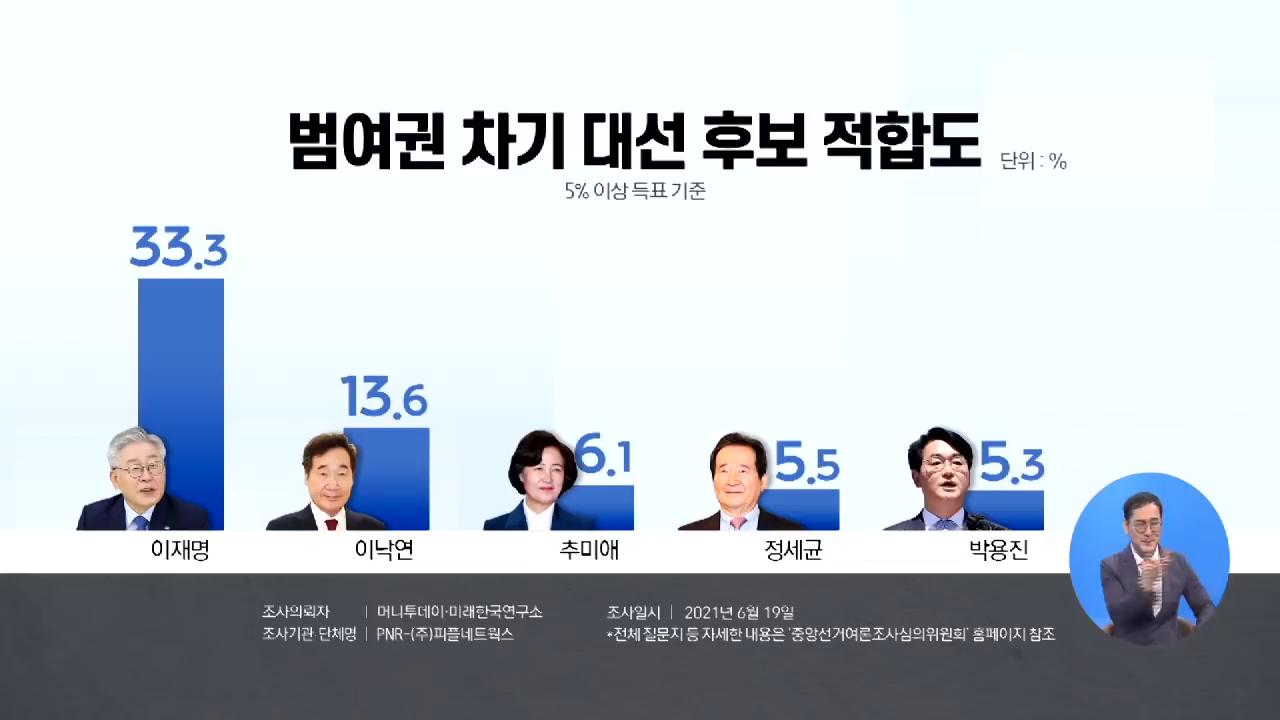 범여권 차기 대선 후보 적합도 단위 : %
5% 이상 득표 기준
33.3
13.6
6.1
5.5
5.3
이재명
이낙연
추미애
정세균
박용진
조사의뢰자 | 머니투데이·미래한국연구소
조사기관·단체명 | PNR-(주)피플네트웍스
조사일시 | 2021년 6월 19일
*전체 질문지 등 자세한 내용은 '중앙선거여론조사심의위원회' 홈페이지 참조